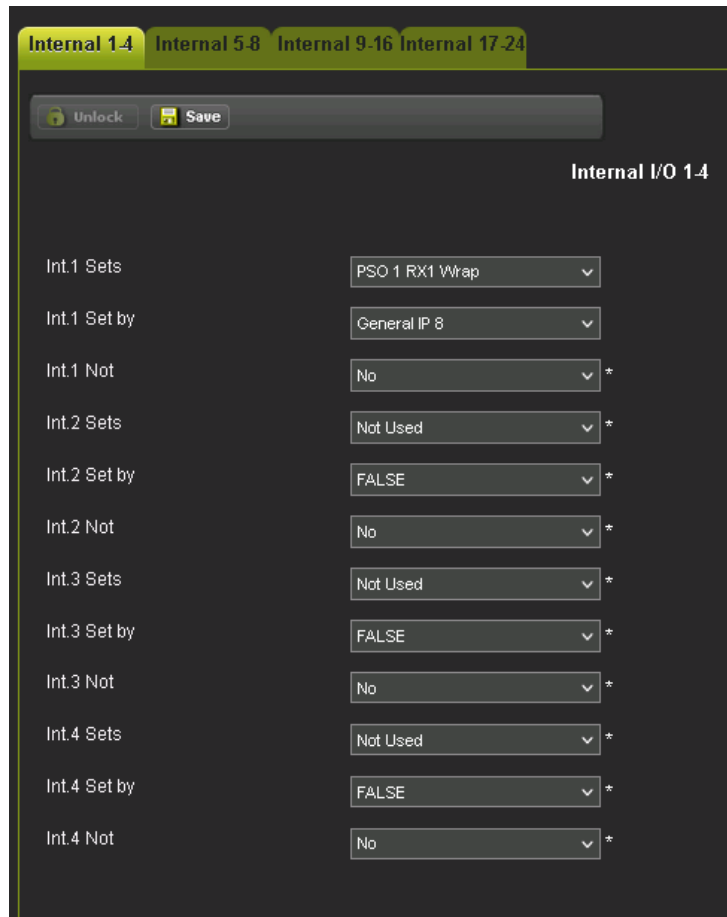 Internal 1-4 Internal 5-8 Internal 9-16 Internal 17-24
Unlock Save
Internal I/O 1-4
Int.1 Sets PSO 1 RX1 Wrap
Int.1 Set by General IP 8
Int.1 Not No *
Int.2 Sets Not Used *
Int.2 Set by FALSE *
Int.2 Not No *
Int.3 Sets Not Used *
Int.3 Set by FALSE *
Int.3 Not No *
Int.4 Sets Not Used *
Int.4 Set by FALSE *
Int.4 Not No *